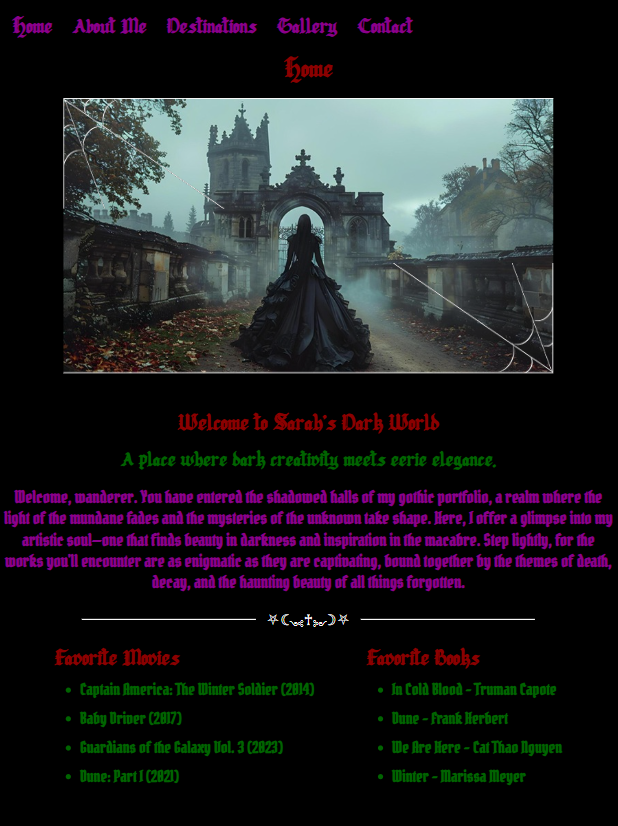 Home About Me Destinations Gallery Contact
Home
Welcome to Sarah's Dark World
A place where dark creativity meets eerie elegance.
Welcome, wanderer. You have entered the shadowed halls of my gothic portfolio, a realm where the
light of the mundane fades and the mysteries of the unknown take shape. Here, I offer a glimpse into my
artistic soul—one that finds beauty in darkness and inspiration in the macabre. Step lightly, for the
works you'll encounter are as enigmatic as they are captivating, bound together by the themes of death,
decay, and the haunting beauty of all things forgotten.
Favorite Movies
Captain America: The Winter Soldier (2014)
Baby Driver (2017)
Guardians of the Galaxy Vol. 3 (2023)
Dune: Part 1 (2021)
Favorite Books
In Cold Blood - Truman Capote
Dune - Frank Herbert
We Are Here - Cat Thao Nguyen
Winter - Marissa Meyer